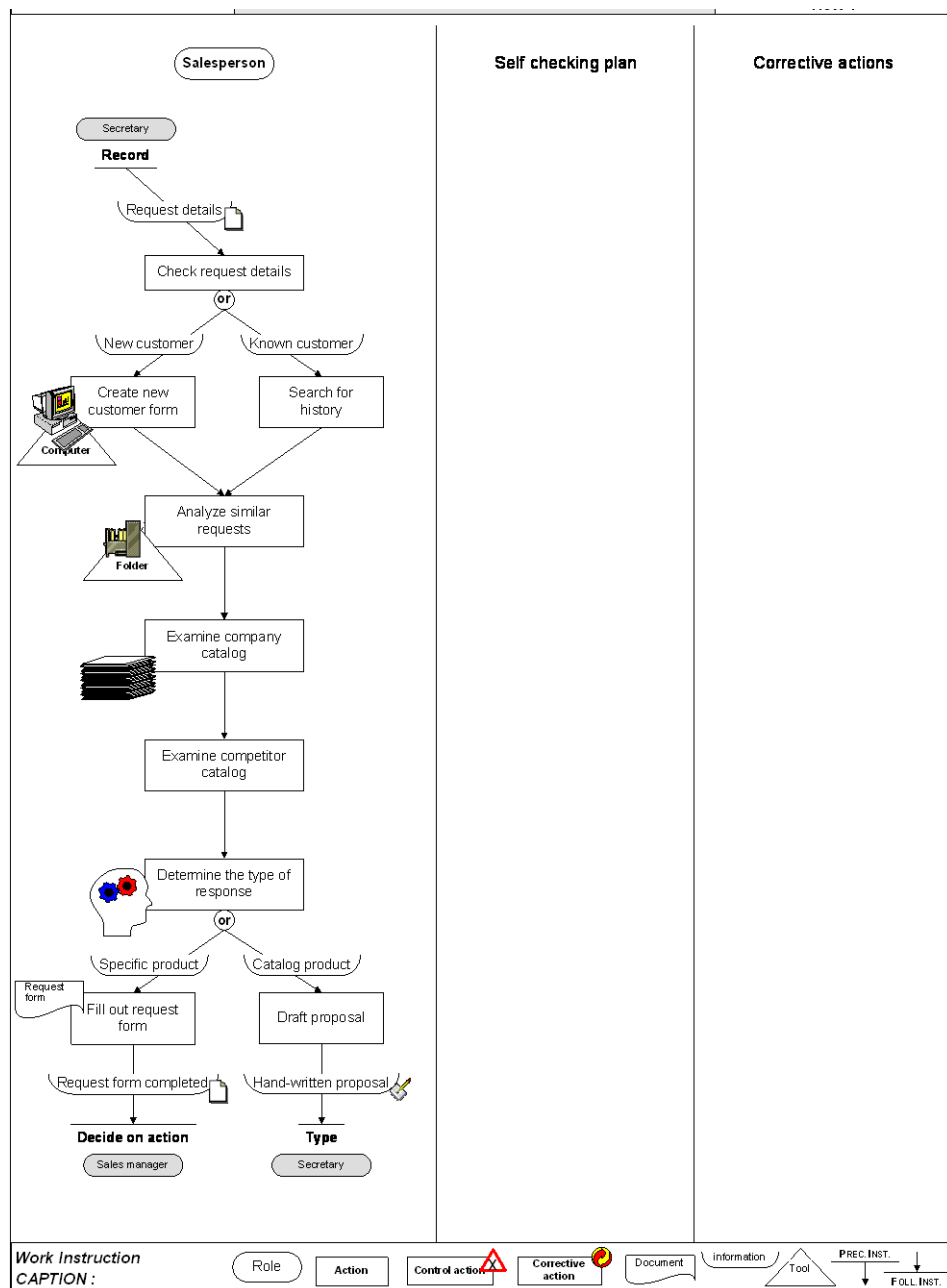 Salesperson
Self checking plan
Corrective actions
Secretary
Record
Request details
Check request details
or
New customer
Known customer
Create new
customer form
Search for
history
Computer
Analyze similar
requests
Folder
Examine company
catalog
Examine competitor
catalog
Determine the type of
response
or
Specific product
Catalog product
Request
form
Fill out request
form
Draft proposal
Request form completed
Hand-written proposal
Decide on action
Type
Sales manager
Secretary
Work Instruction
CAPTION :
Role
Action
Control action
X
Corrective
action
Document
information
Tool
PREC.INST.
FOLL.INST.